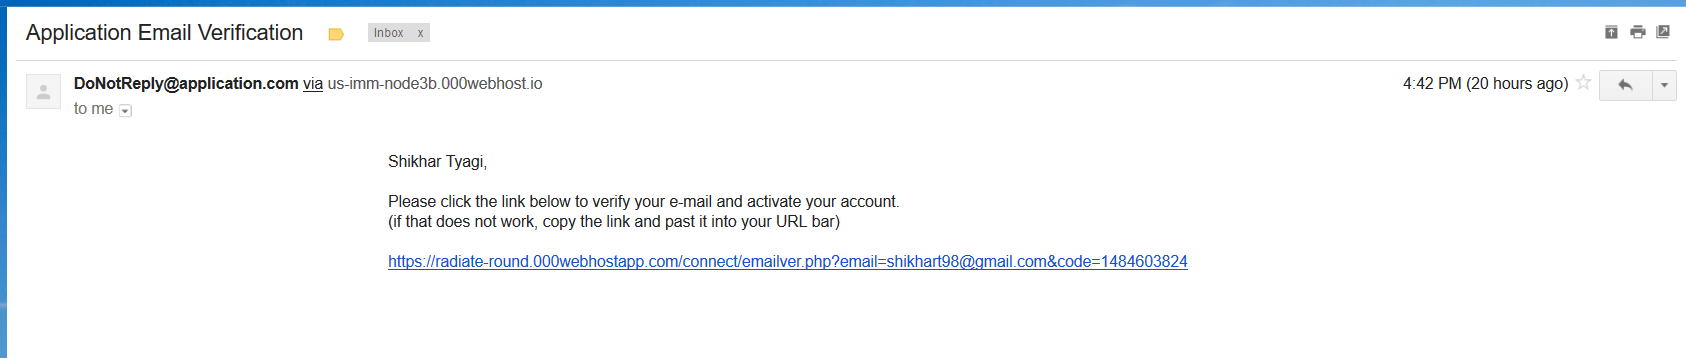 Application Email Verification
Inbox x
DoNotReply@application.com via us-imm-node3b.000webhost.io
4:42 PM (20 hours ago)
to me
Shikhar Tyagi,
Please click the link below to verify your e-mail and activate your account.
(if that does not work, copy the link and past it into your URL bar)
https://radiate-round.000webhostapp.com/connect/emailver.php?email=shikhart98@gmail.com&code=1484603824